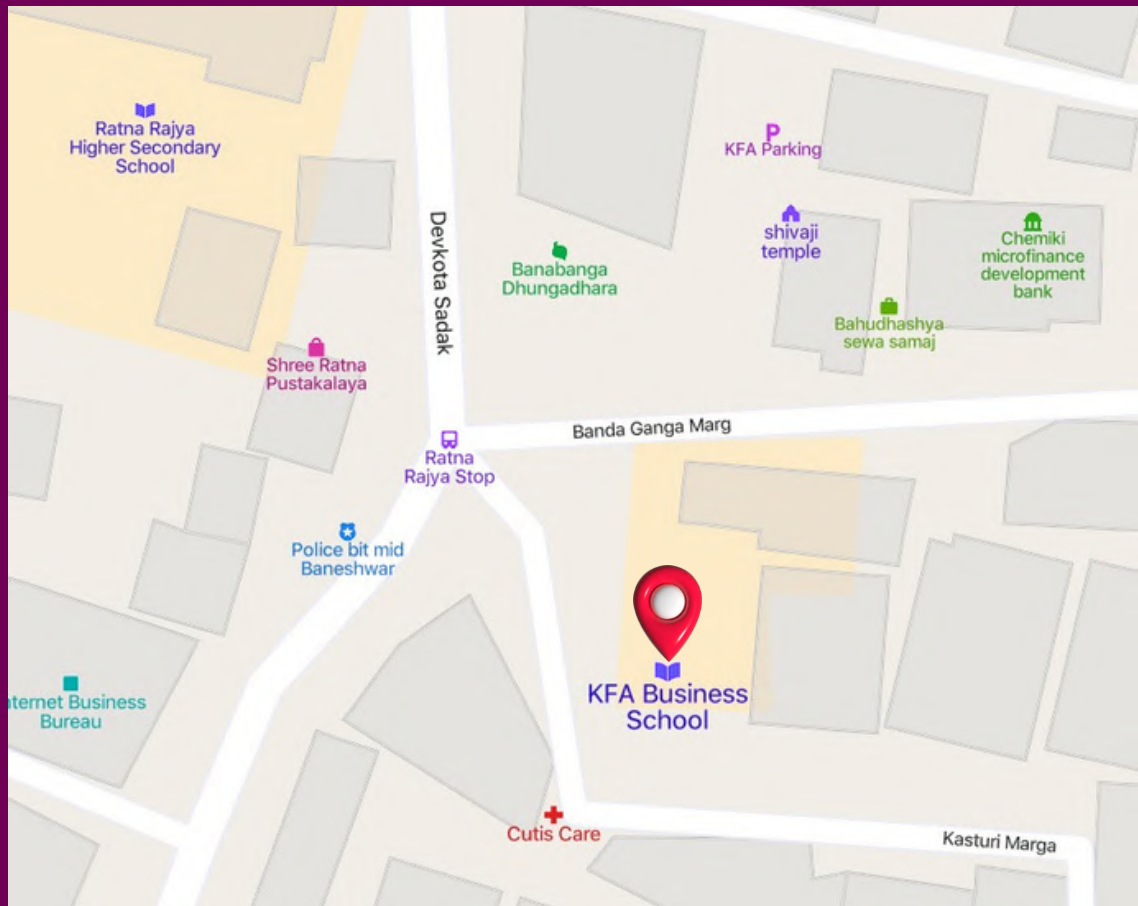 Ratna Rajya
Higher Secondary
School
P
KFA Parking
shivaji
temple
Chemiki
microfinance
development
bank
Devkota Sadak
Banabanga
Dhungadhara
Bahudhashya
sewa samaj
Shree Ratna
Pustakalaya
Banda Ganga Marg
Ratna
Rajya Stop
Police bit mid
Baneshwar
nternet Business
Bureau
KFA Business
School
Cutis Care
Kasturi Marga